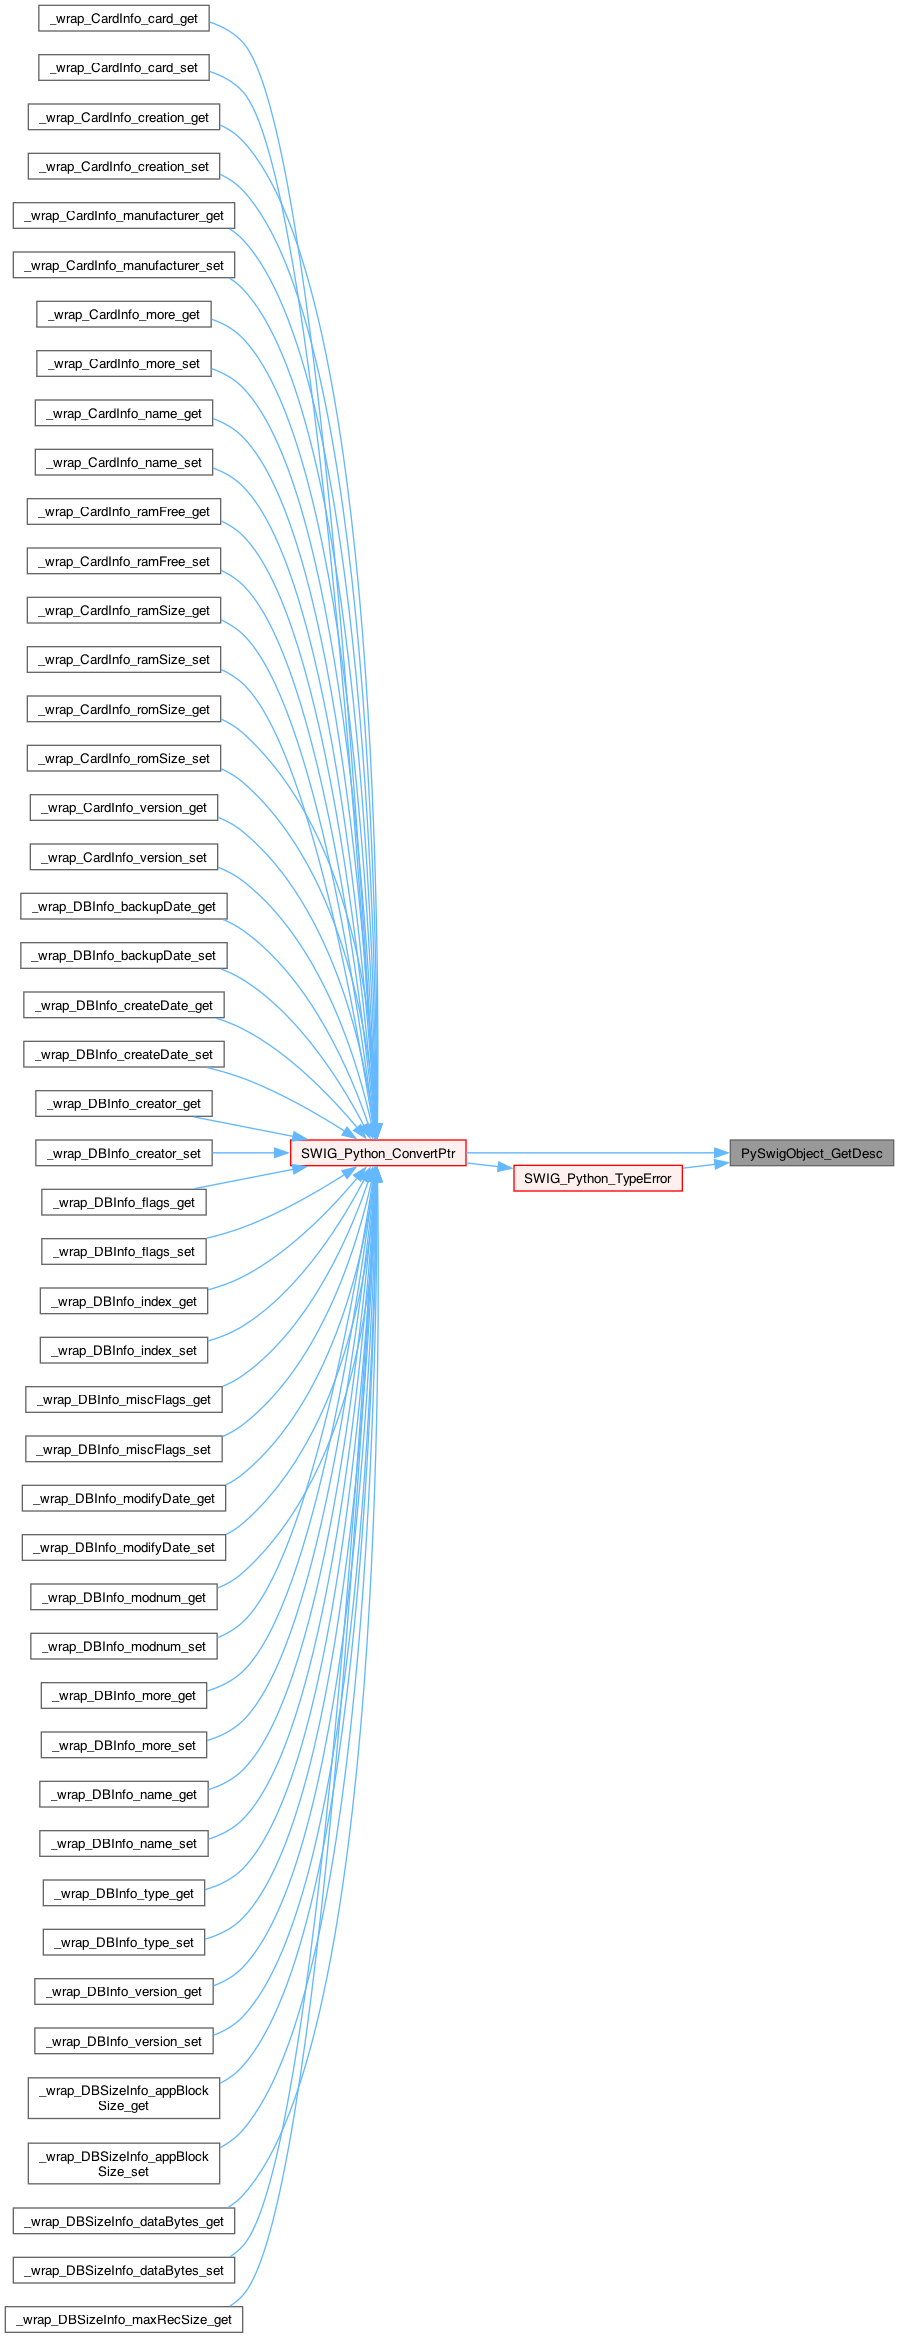 _wrap_CardInfo_card_get
_wrap_CardInfo_card_set
_wrap_CardInfo_creation_get
_wrap_CardInfo_creation_set
_wrap_CardInfo_manufacturer_get
_wrap_CardInfo_manufacturer_set
_wrap_CardInfo_more_get
_wrap_CardInfo_more_set
_wrap_CardInfo_name_get
_wrap_CardInfo_name_set
_wrap_CardInfo_ramFree_get
_wrap_CardInfo_ramFree_set
_wrap_CardInfo_ramSize_get
_wrap_CardInfo_ramSize_set
_wrap_CardInfo_romSize_get
_wrap_CardInfo_romSize_set
_wrap_CardInfo_version_get
_wrap_CardInfo_version_set
_wrap_DBInfo_backupDate_get
_wrap_DBInfo_backupDate_set
_wrap_DBInfo_createDate_get
_wrap_DBInfo_createDate_set
_wrap_DBInfo_creator_get
_wrap_DBInfo_creator_set
SWIG_Python_ConvertPtr
PySwigObject_GetDesc
SWIG_Python_TypeError
_wrap_DBInfo_flags_get
_wrap_DBInfo_flags_set
_wrap_DBInfo_index_get
_wrap_DBInfo_index_set
_wrap_DBInfo_miscFlags_get
_wrap_DBInfo_miscFlags_set
_wrap_DBInfo_modifyDate_get
_wrap_DBInfo_modifyDate_set
_wrap_DBInfo_modnum_get
_wrap_DBInfo_modnum_set
_wrap_DBInfo_more_get
_wrap_DBInfo_more_set
_wrap_DBInfo_name_get
_wrap_DBInfo_name_set
_wrap_DBInfo_type_get
_wrap_DBInfo_type_set
_wrap_DBInfo_version_get
_wrap_DBInfo_version_set
_wrap_DBSizeInfo_appBlock
Size_get
_wrap_DBSizeInfo_appBlock
Size_set
_wrap_DBSizeInfo_dataBytes_get
_wrap_DBSizeInfo_dataBytes_set
_wrap_DBSizeInfo_maxRecSize_get